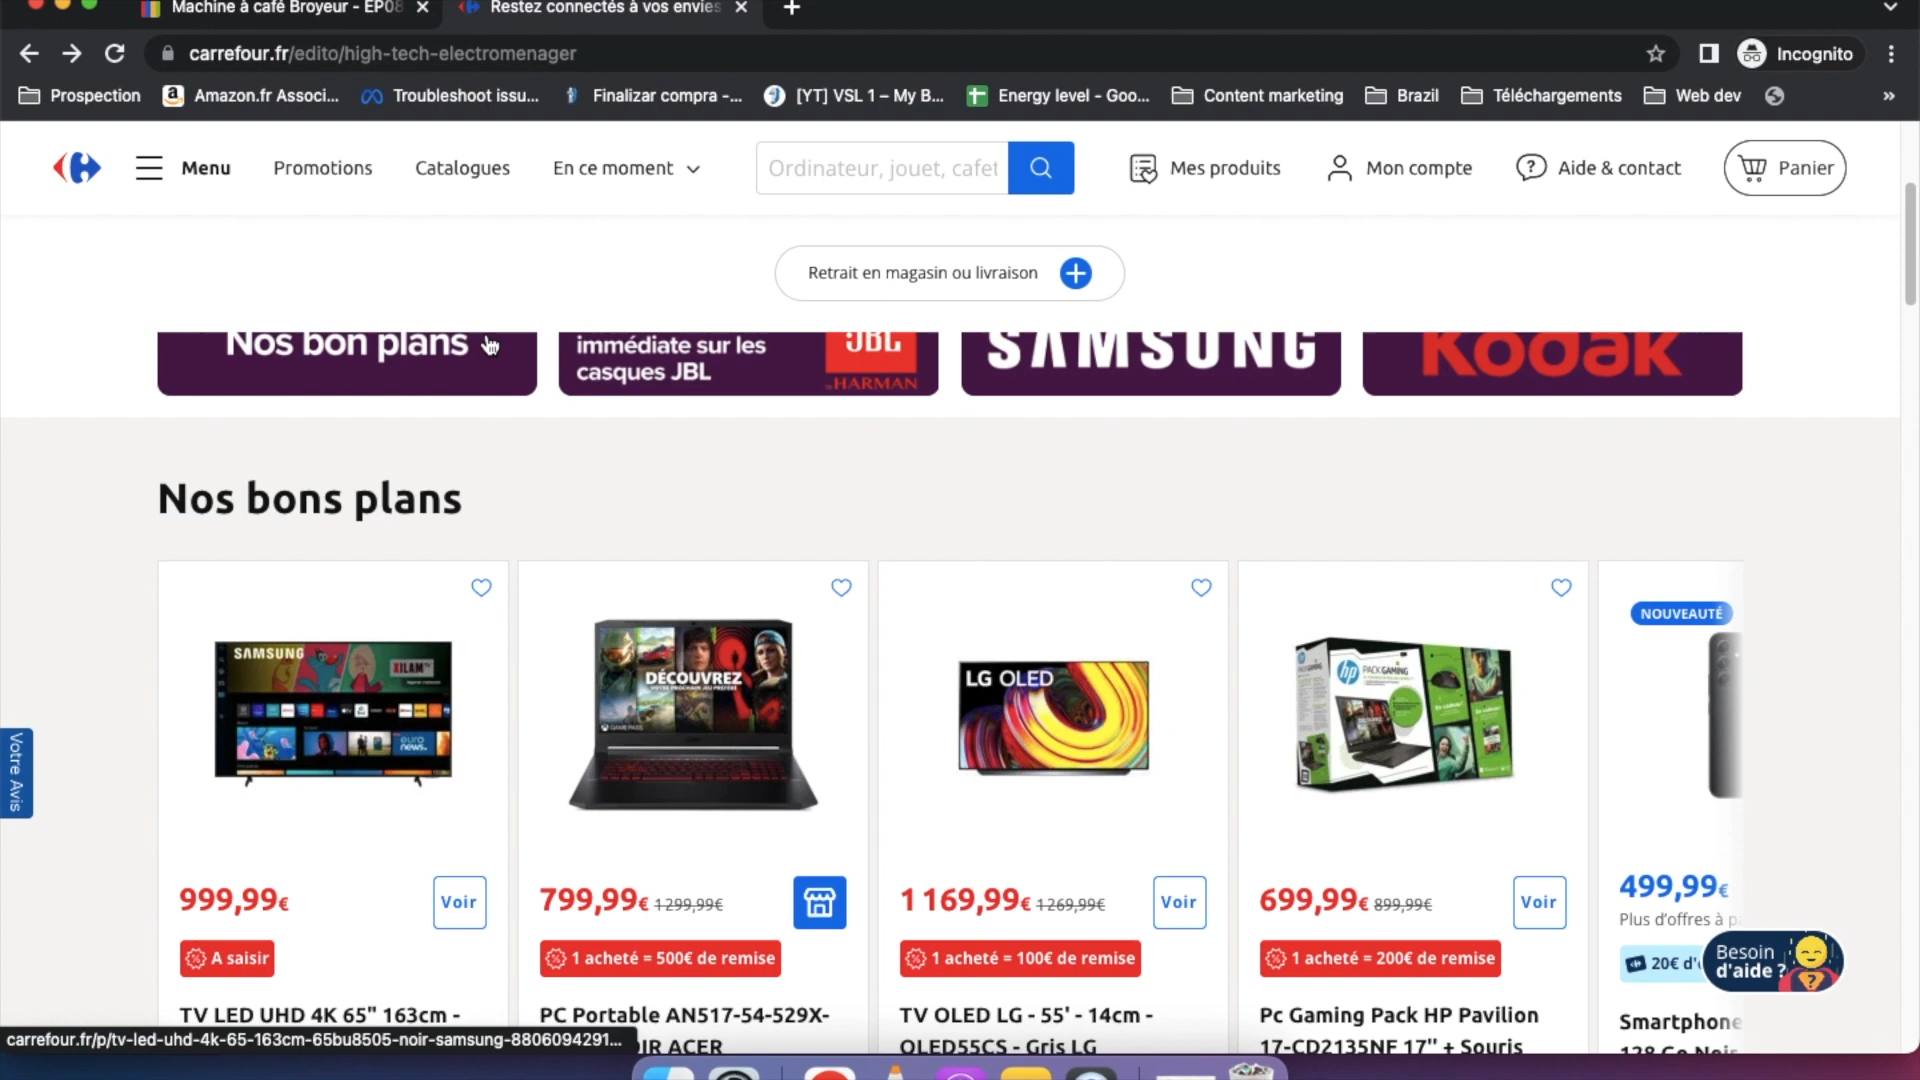 Machine à café Broyeur - EP08
Restez connectés à vos envies
carrefour.fr/edito/high-tech-electromenager
Incognito
Prospection
Amazon.fr Associ...
Troubleshoot issu...
Finalizar compra -...
[YT] VSL 1 – My B...
Energy level - Goo...
Content marketing
Brazil
Téléchargements
Web dev
Menu
Promotions
Catalogues
En ce moment
Ordinateur, jouet, cafet
Mes produits
Mon compte
Aide & contact
Panier
Retrait en magasin ou livraison
Nos bon plans
immédiate sur les
casques JBL
JBL
by HARMAN
SAMSUNG
Kodak
Nos bons plans
SAMSUNG
XILAM TV
euro
news.
DÉCOUVREZ
VOTRE PROCHAIN JEU PRÉFÉRÉ
GAME PASS
LG OLED
hp
PACK GAMING
NOUVEAUTÉ
Votre Avis
999,99€
Voir
A saisir
TV LED UHD 4K 65" 163cm -
799,99€ 1 299,99€
1 acheté = 500€ de remise
PC Portable AN517-54-529X-
OIR ACER
1 169,99€ 1 269,99€
Voir
1 acheté = 100€ de remise
TV OLED LG - 55' - 14cm -
OLED55CS - Gris LG
699,99€ 899,99€
Voir
1 acheté = 200€ de remise
Pc Gaming Pack HP Pavilion
17-CD2135NF 17" + Souris
499,99€
Plus d'offres à p
20€ d'
Smartphone
128 Go Noir
Besoin
d'aide ?
carrefour.fr/p/tv-led-uhd-4k-65-163cm-65bu8505-noir-samsung-8806094291...